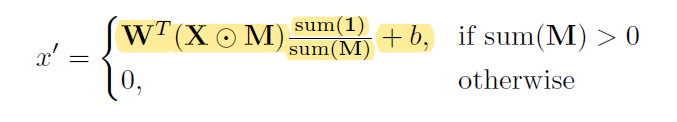 x′ = { W^T(X ⊙ M) sum(1)/sum(M) + b, if sum(M) > 0
0, otherwise